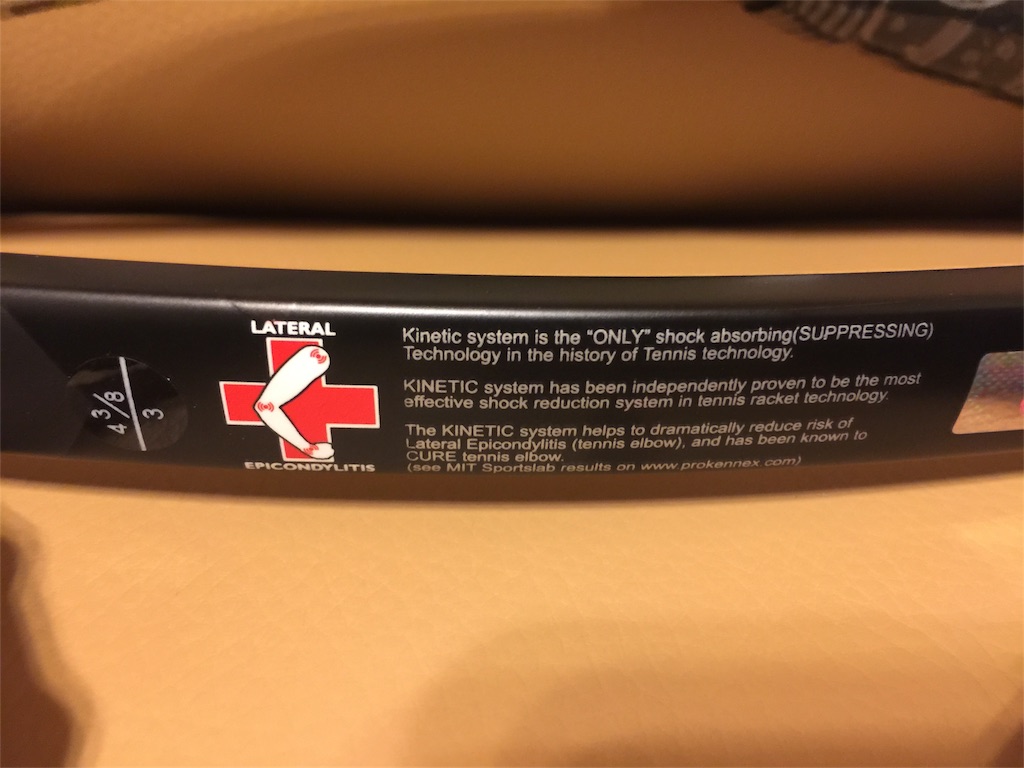 LATERAL
EPICONDYLITIS
4 3/8
3
Kinetic system is the "ONLY" shock absorbing(SUPPRESSING)
Technology in the history of Tennis technology.
KINETIC system has been independently proven to be the most
effective shock reduction system in tennis racket technology.
The KINETIC system helps to dramatically reduce risk of
Lateral Epicondylitis (tennis elbow), and has been known to
CURE tennis elbow.
(see MIT Sportslab results on www.prokennex.com)